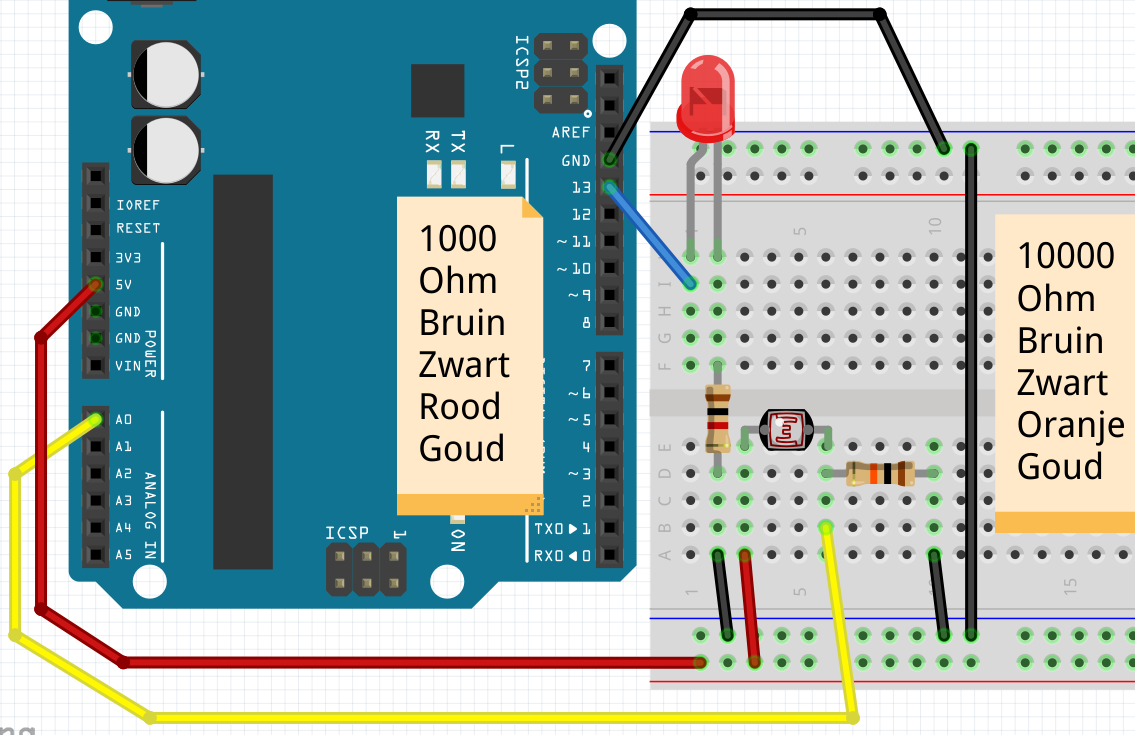 ICSP2
AREF
GND
13
12
~11
~10
~9
8
7
~6
~5
4
~3
2
TX0▶1
RX0◀0
RX
TX
L
IOREF
RESET
3V3
5V
GND
GND
VIN
POWER
A0
A1
A2
A3
A4
A5
ANALOG IN
ICSP
1
ON
1000
Ohm
Bruin
Zwart
Rood
Goud
10000
Ohm
Bruin
Zwart
Oranje
Goud
5
10
I
H
G
F
E
D
C
B
A
1
5
15
ng